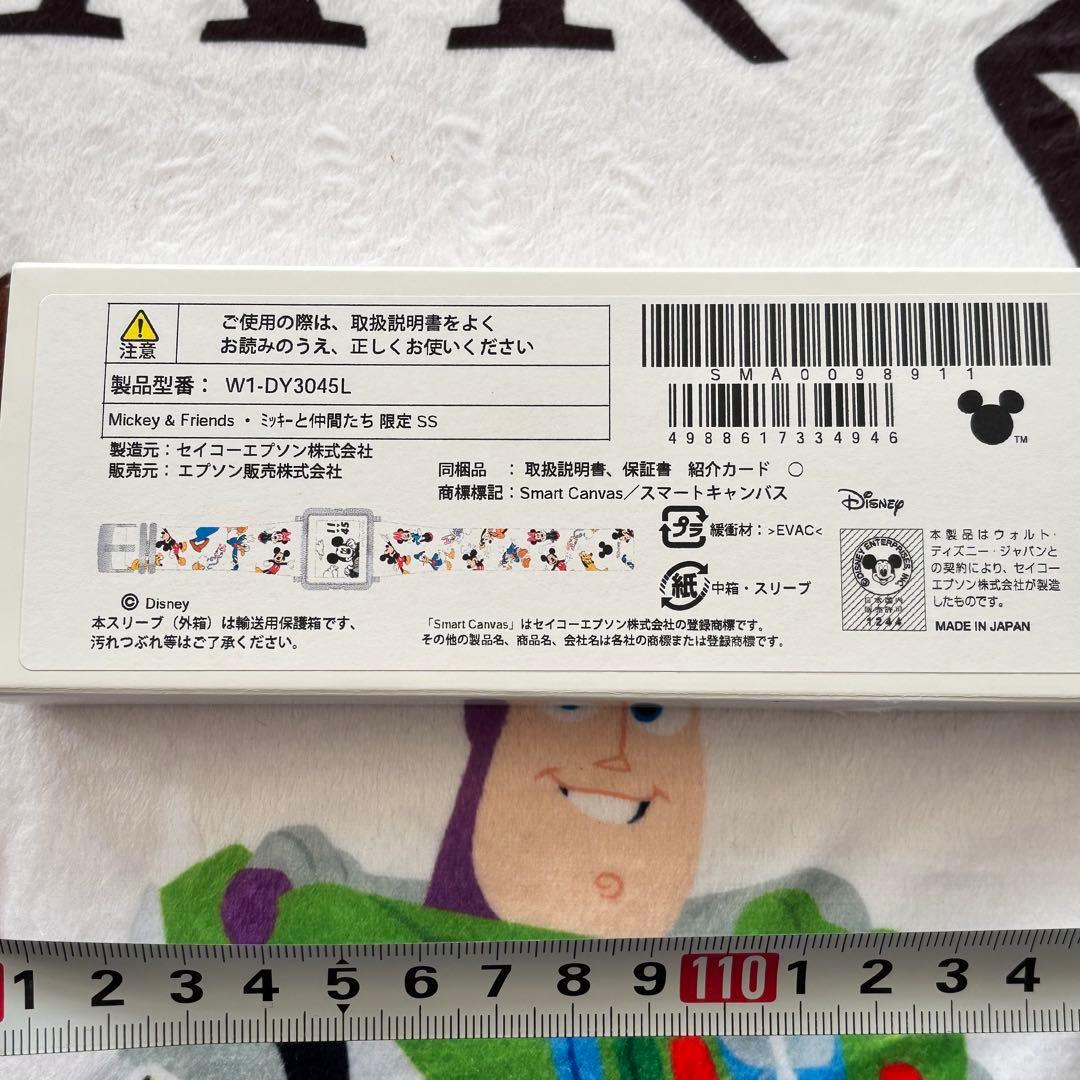 注意
ご使用の際は、取扱説明書をよく
お読みのうえ、正しくお使いください
製品型番： W1-DY3045L
Mickey & Friends ・ ﾐｯｷｰと仲間たち 限定 SS
製造元：セイコーエプソン株式会社
販売元：エプソン販売株式会社
SMA0098911
4988617334946
TM
同梱品 ：取扱説明書、保証書 紹介カード ○
商標標記：Smart Canvas／スマートキャンバス
Disney
プラ 緩衝材：>EVAC<
紙 中箱・スリーブ
11:
45
© Disney
本スリーブ（外箱）は輸送用保護箱です、
汚れつぶれ等はご了承ください。
「Smart Canvas」はセイコーエプソン株式会社の登録商標です。
その他の製品名、商品名、会社名は各社の商標または登録商標です。
©DISNEY ENTERPRISES, INC.
日本国内
販売許可
1244
本製品はウォルト・
ディズニー・ジャパンと
の契約により、セイコー
エプソン株式会社が製造
したものです。
MADE IN JAPAN
1 2 3 4 5 6 7 8 9 110 1 2 3 4